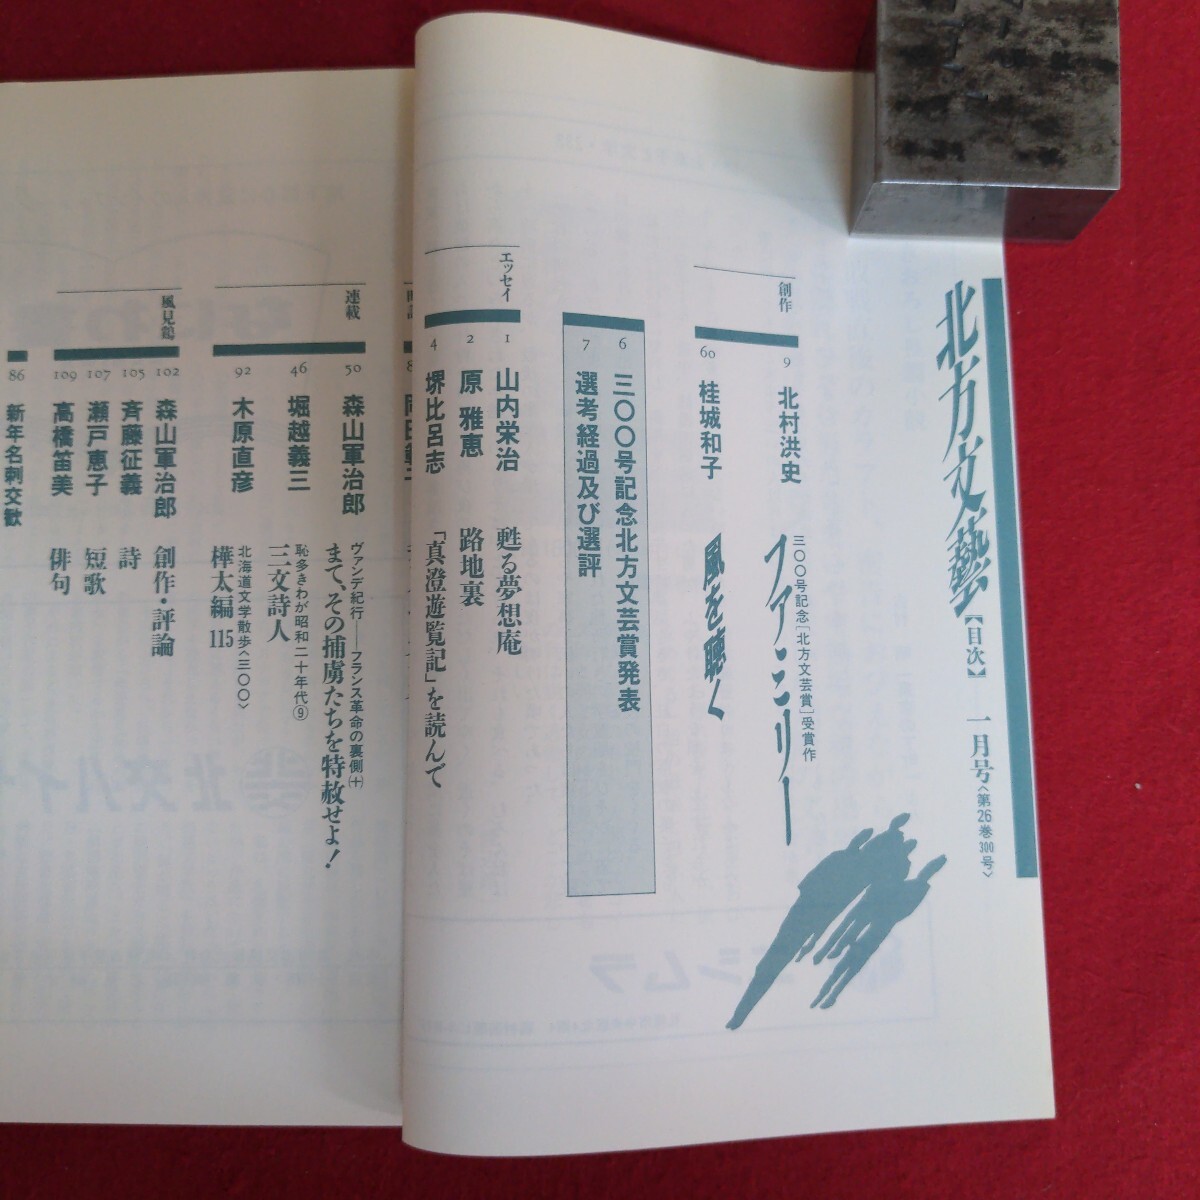 北方文藝【目次】 一月号〈第26巻300号〉
創作
9 北村洪史 ファミリー
三〇〇号記念［北方文芸賞］受賞作
60 桂城和子 風を聴く
6 三〇〇号記念北方文芸賞発表
7 選考経過及び選評
エッセイ
1 山内栄治 甦る夢想庵
2 原 雅恵 路地裏
4 堺比呂志 「真澄遊覧記」を読んで
連載
50 森山軍治郎 ヴァンデ紀行――フランス革命の裏側㈩
まて、その捕虜たちを特赦せよ！
46 堀越義三 恥多きわが昭和二十年代⑨
三文詩人
92 木原直彦 北海道文学散歩〈三〇〇〉
樺太編 115
風見鶏
102 森山軍治郎 創作・評論
105 斉藤征義 詩
107 瀬戸恵子 短歌
109 高橋笛美 俳句
86 新年名刺交歓